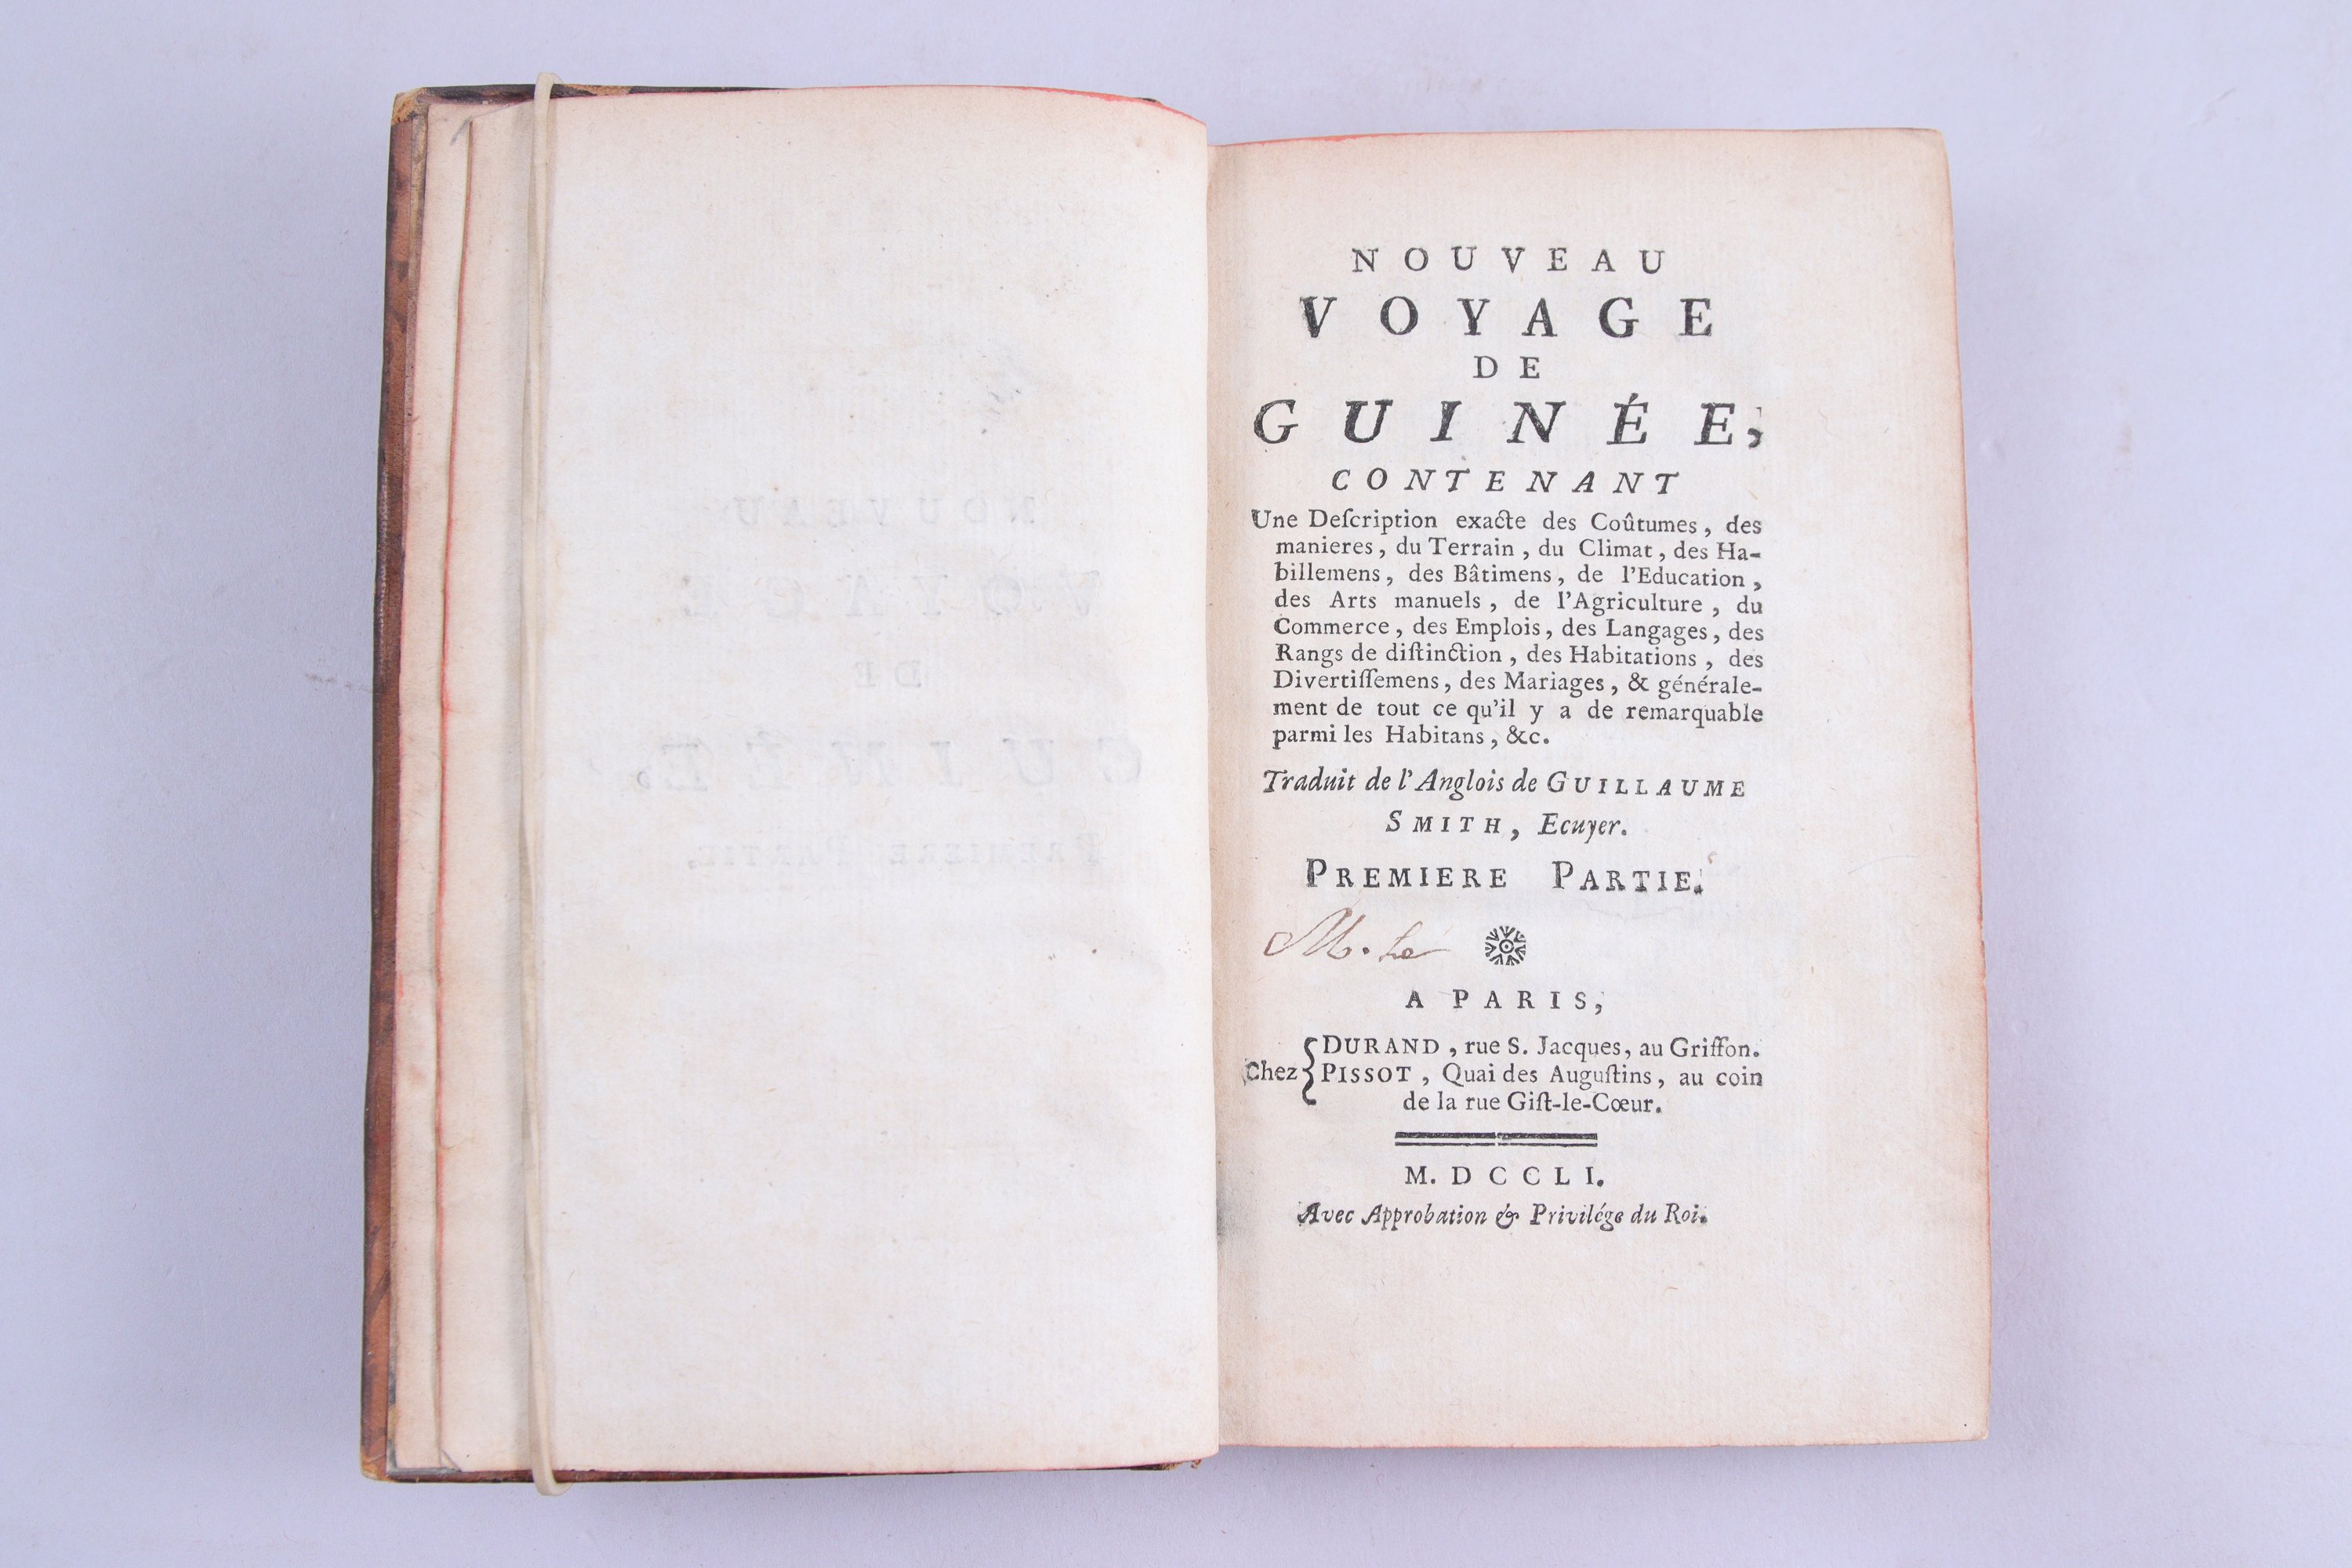 NOUVEAU
VOYAGE
DE
GUINÉE,
CONTENANT
Une Deſcription exacte des Coûtumes, des
manieres, du Terrain, du Climat, des Ha-
billemens, des Bâtimens, de l'Education,
des Arts manuels, de l'Agriculture, du
Commerce, des Emplois, des Langages, des
Rangs de diſtinction, des Habitations, des
Divertiſſemens, des Mariages, & générale-
ment de tout ce qu'il y a de remarquable
parmi les Habitans, &c.
Traduit de l'Anglois de GUILLAUME
SMITH, Ecuyer.
PREMIERE PARTIE.
A PARIS,
Chez DURAND, rue S. Jacques, au Griffon.
PISSOT, Quai des Auguſtins, au coin
de la rue Giſt-le-Cœur.
M. DCCLI.
Avec Approbation & Privilége du Roi.